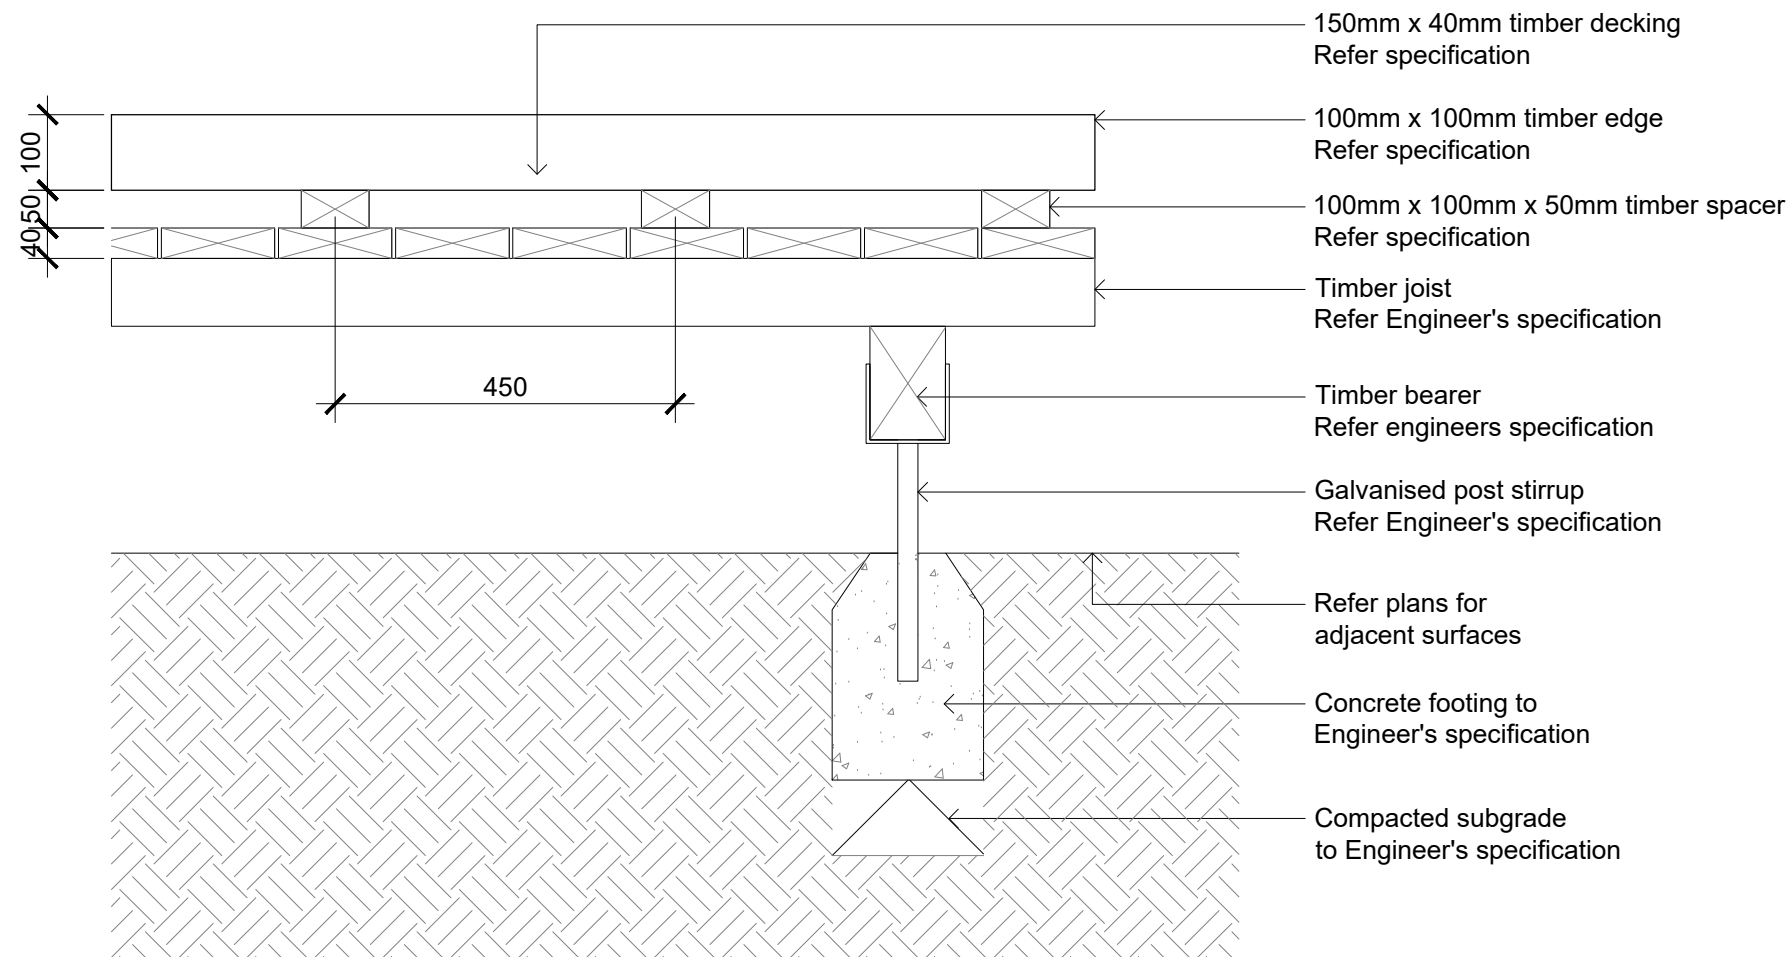 150mm x 40mm timber decking
Refer specification
100mm x 100mm timber edge
Refer specification
100
50
40
100mm x 100mm x 50mm timber spacer
Refer specification
Timber joist
Refer Engineer's specification
450
Timber bearer
Refer engineers specification
Galvanised post stirrup
Refer Engineer's specification
Refer plans for
adjacent surfaces
Concrete footing to
Engineer's specification
Compacted subgrade
to Engineer's specification